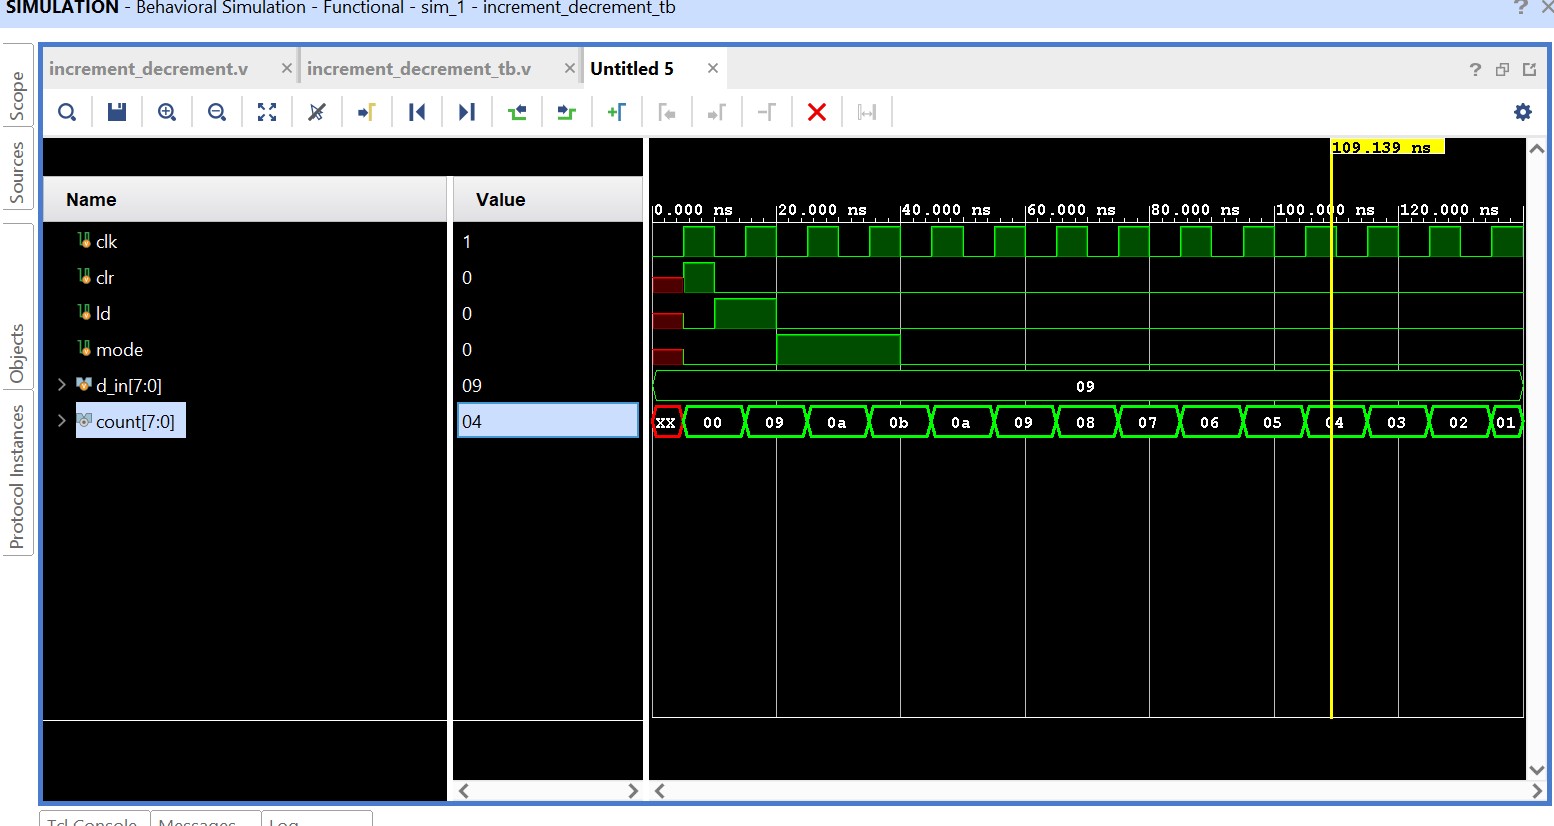 SIMULATION - Behavioral Simulation - Functional - sim_1 - increment_decrement_tb
? ×
Scope
Sources
Objects
Protocol Instances
increment_decrement.v ×
increment_decrement_tb.v ×
Untitled 5 ×
?
109.139 ns
Name Value
0.000 ns 20.000 ns 40.000 ns 60.000 ns 80.000 ns 100.000 ns 120.000 ns
clk 1
clr 0
ld 0
mode 0
d_in[7:0] 09 09
count[7:0] 04 XX 00 09 0a 0b 0a 09 08 07 06 05 04 03 02 01
Tcl Console Messages Log